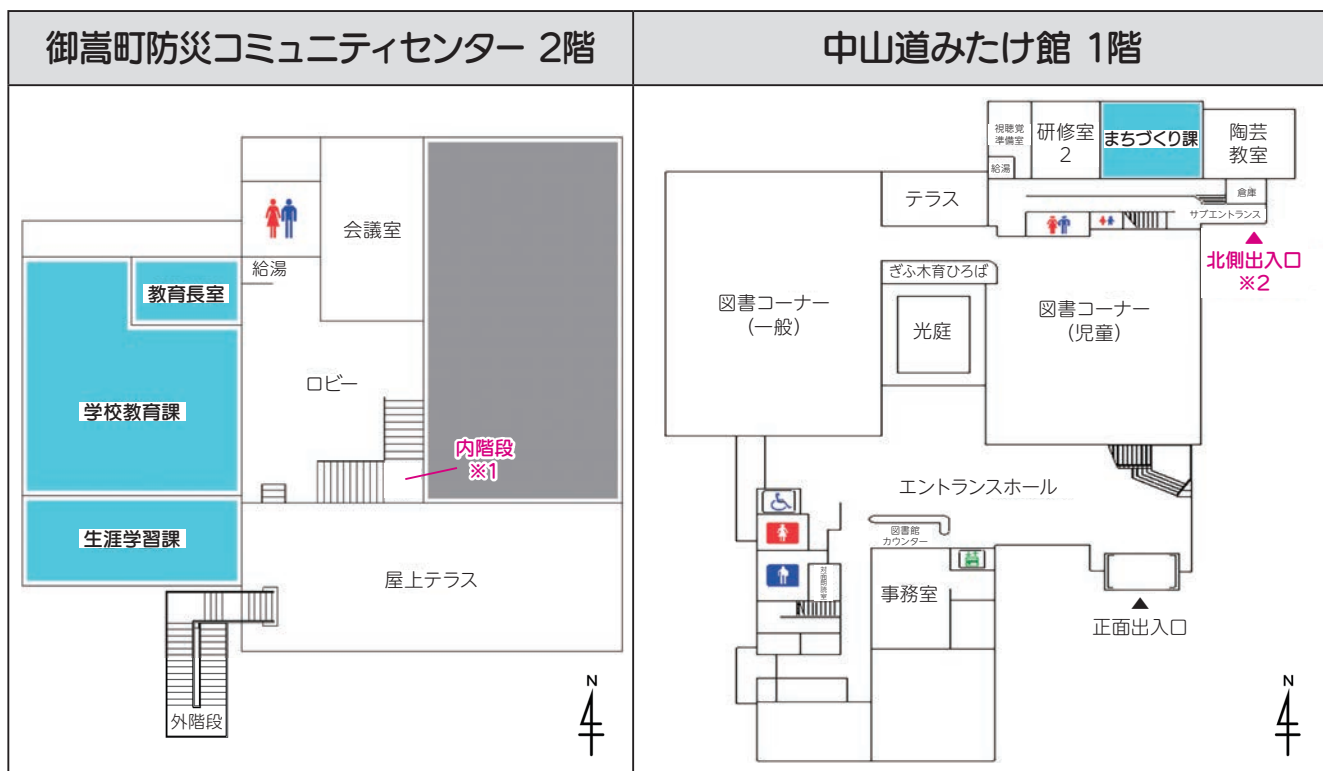 御嵩町防災コミュニティセンター 2階
会議室
給湯
教育長室
ロビー
学校教育課
内階段
※1
生涯学習課
屋上テラス
外階段
N
中山道みたけ館 1階
視聴覚
準備室
給湯
研修室
2
まちづくり課
陶芸
教室
倉庫
サブエントランス
テラス
北側出入口
※2
ぎふ木育ひろば
図書コーナー
(一般)
光庭
図書コーナー
(児童)
エントランスホール
図書館
カウンター
対面朗読室
事務室
正面出入口
N